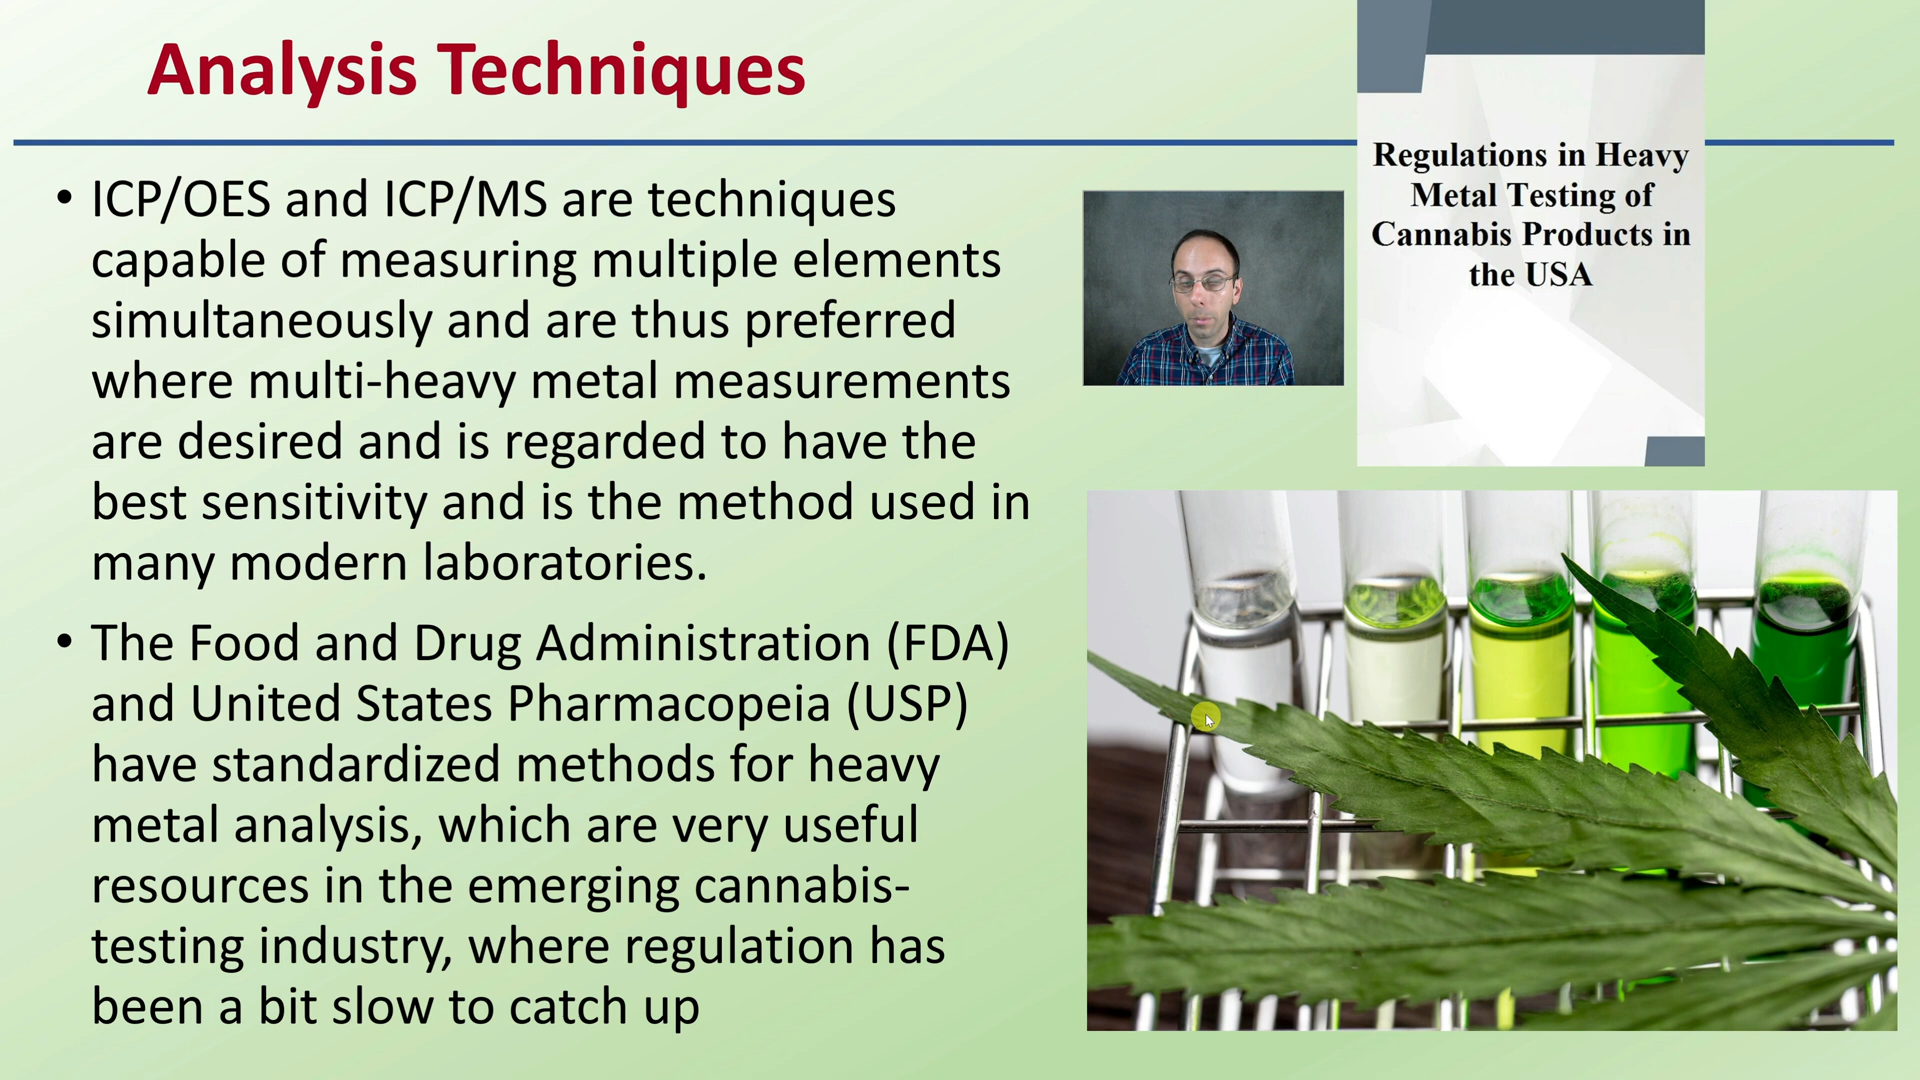 Analysis Techniques
• ICP/OES and ICP/MS are techniques
capable of measuring multiple elements
simultaneously and are thus preferred
where multi-heavy metal measurements
are desired and is regarded to have the
best sensitivity and is the method used in
many modern laboratories.
• The Food and Drug Administration (FDA)
and United States Pharmacopeia (USP)
have standardized methods for heavy
metal analysis, which are very useful
resources in the emerging cannabis-
testing industry, where regulation has
been a bit slow to catch up
Regulations in Heavy
Metal Testing of
Cannabis Products in
the USA